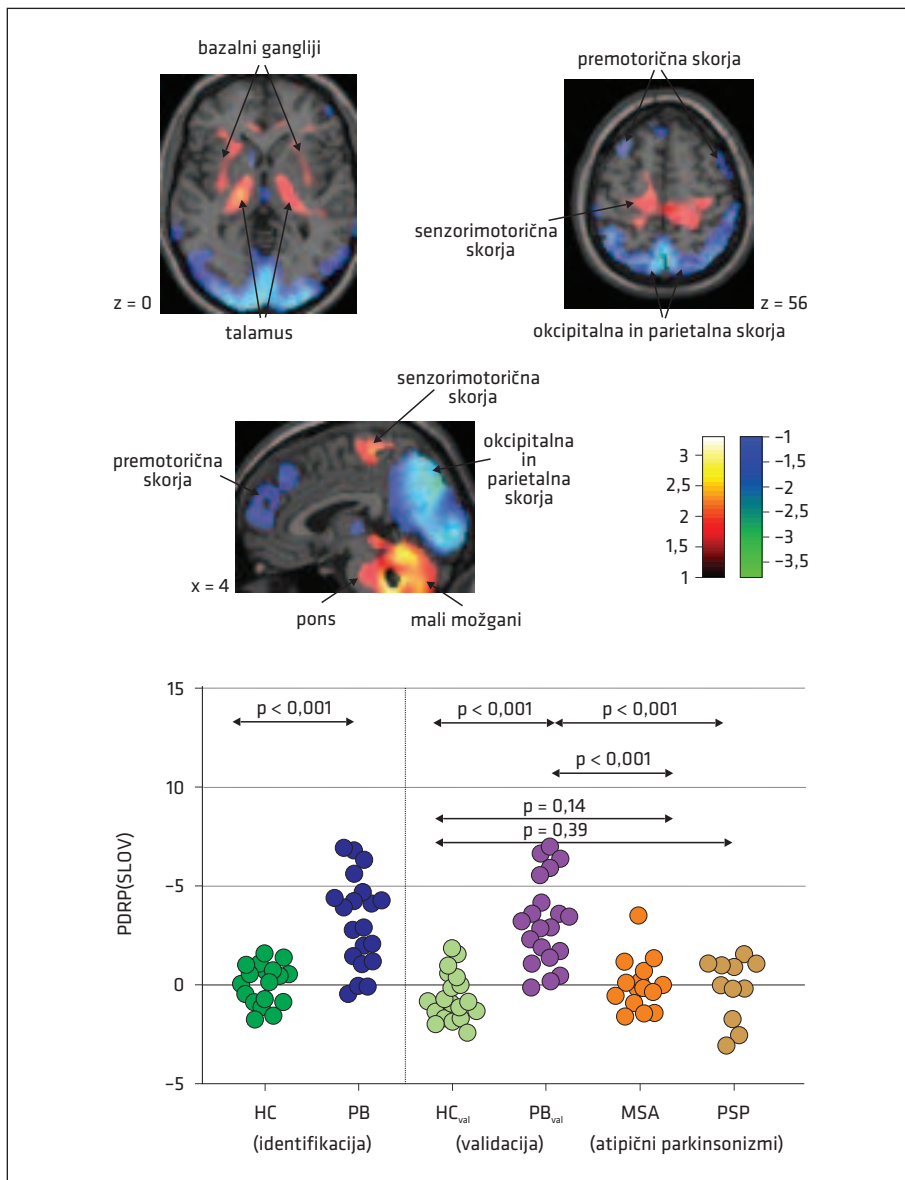 bazalni gangliji
premotorična skorja
senzorimotorična
skorja
z = 0
z = 56
talamus
okcipitalna in parietalna skorja
senzorimotorična
skorja
okcipitalna
in
parietalna
skorja
premotorična
skorja
x = 4
pons
mali možgani
3
2,5
2
1,5
1
–1
–1,5
–2
–2,5
–3
–3,5
15
10
–5
0
–5
PDRP(SLOV)
p < 0,001
p < 0,001
p < 0,001
p < 0,001
p = 0,14
p = 0,39
HC
PB
HCval
PBval
MSA
PSP
(identifikacija)
(validacija)
(atipični parkinsonizmi)